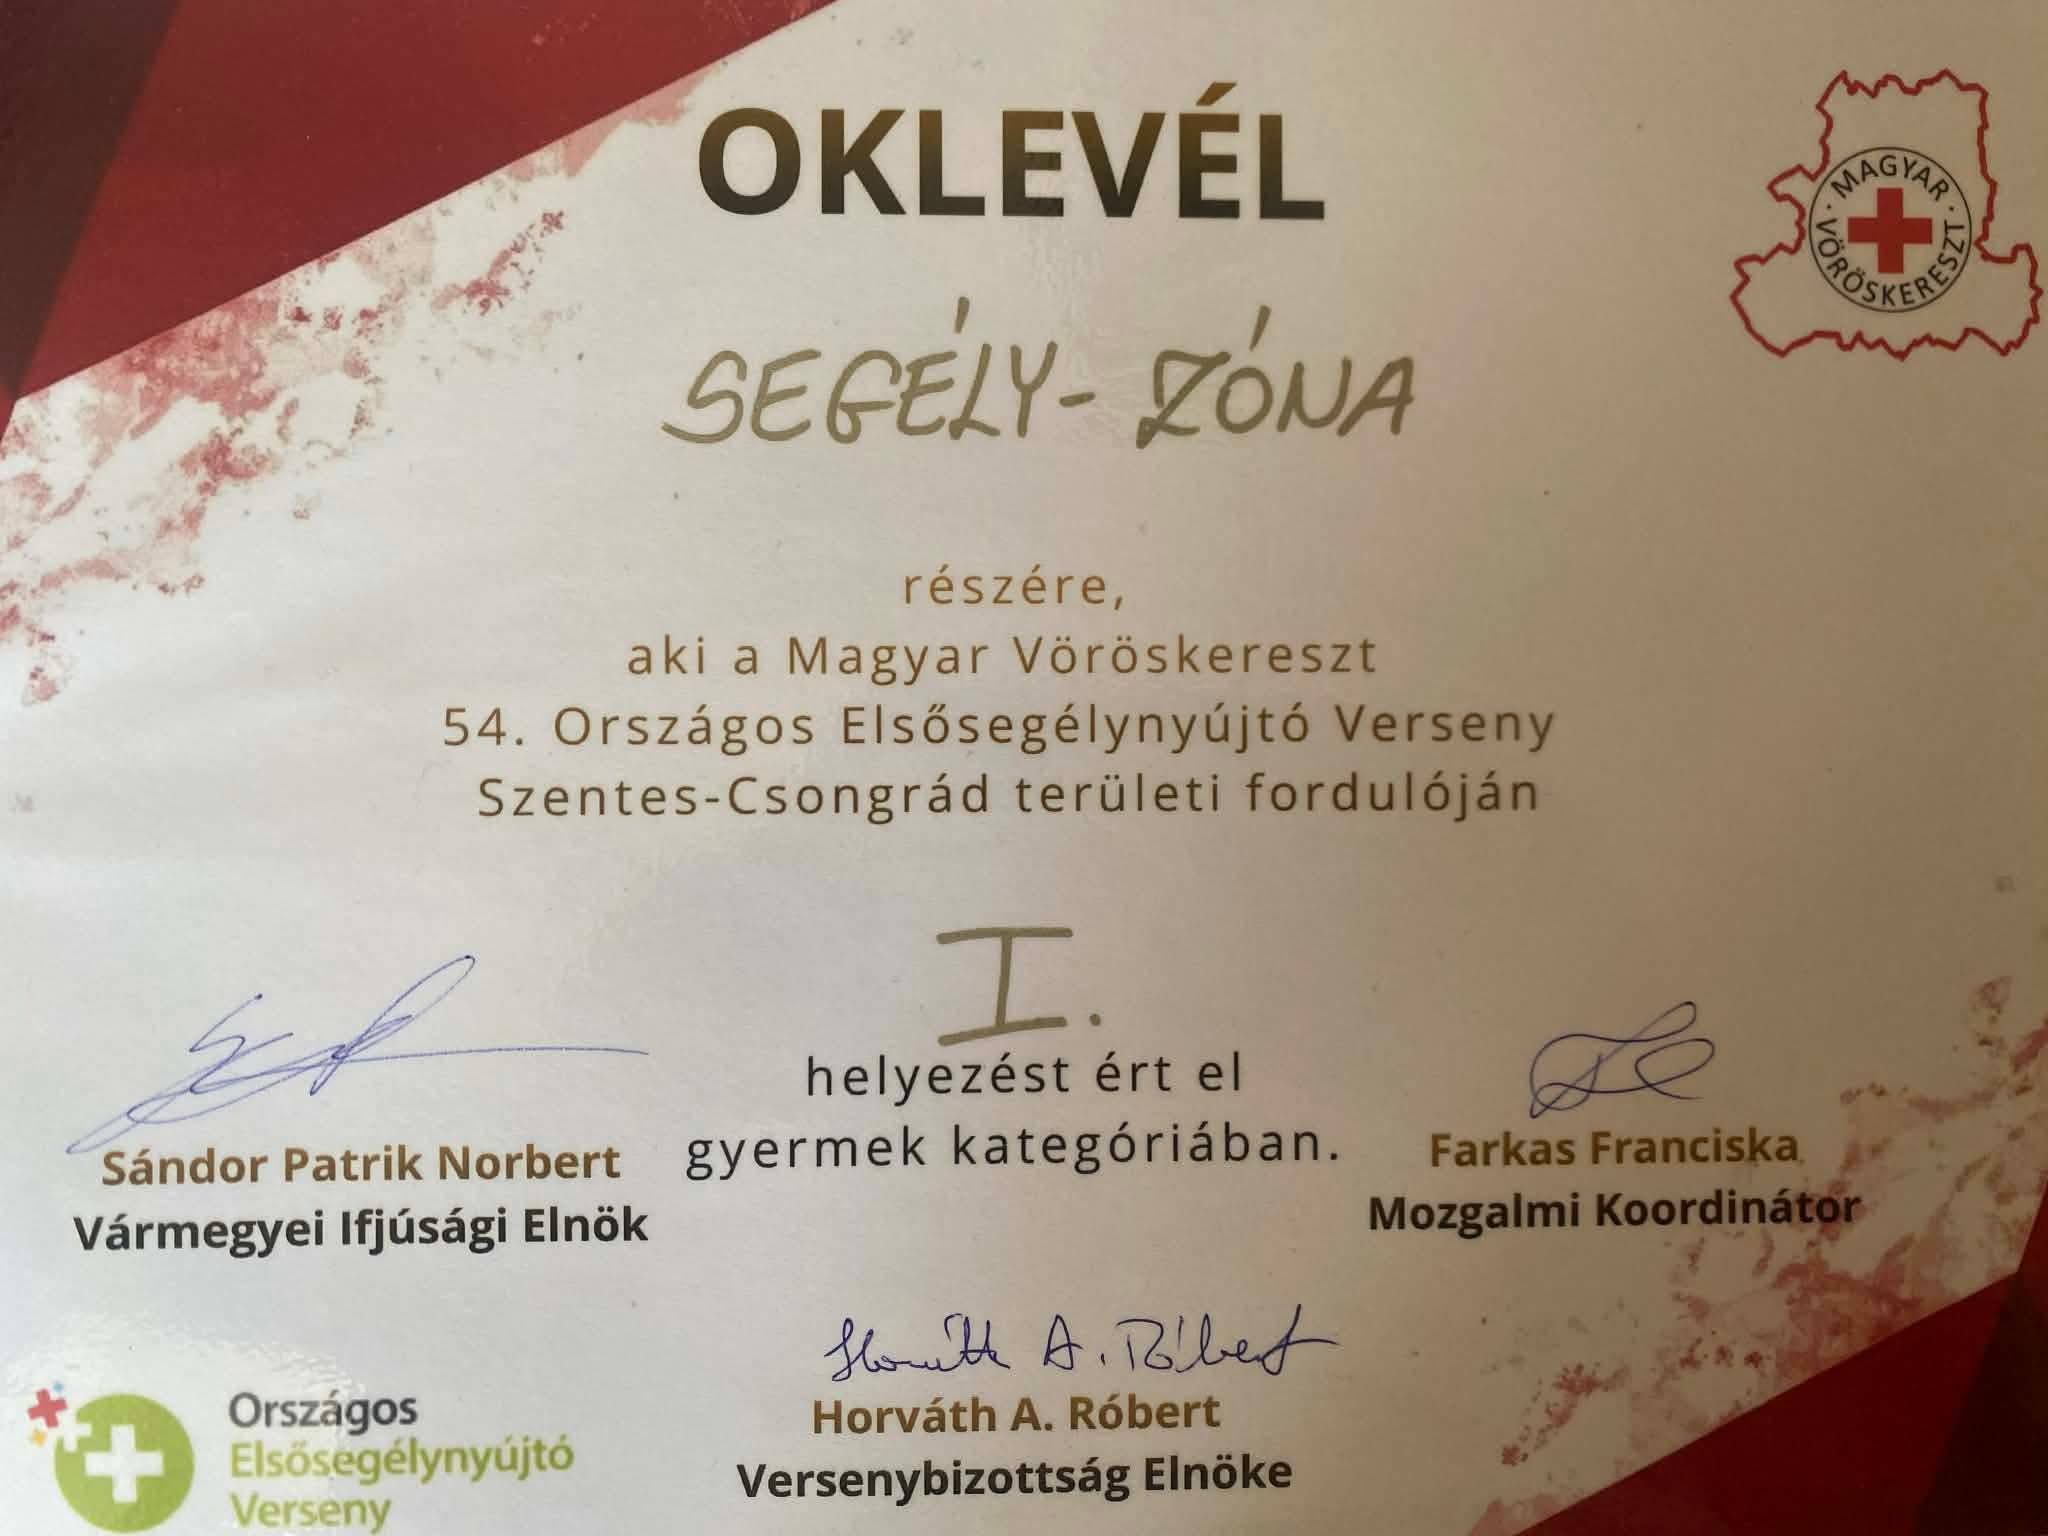 OKLEVÉL
MAGYAR VÖRÖSKERESZT
SEGÉLY-ZÓNA
részére,
aki a Magyar Vöröskereszt
54. Országos Elsősegélynyújtó Verseny
Szentes-Csongrád területi fordulóján
I.
helyezést ért el
gyermek kategóriában.
Sándor Patrik Norbert
Vármegyei Ifjúsági Elnök
Farkas Franciska
Mozgalmi Koordinátor
Horváth A. Róbert
Horváth A. Róbert
Versenybizottság Elnöke
Országos
Elsősegélynyújtó
Verseny